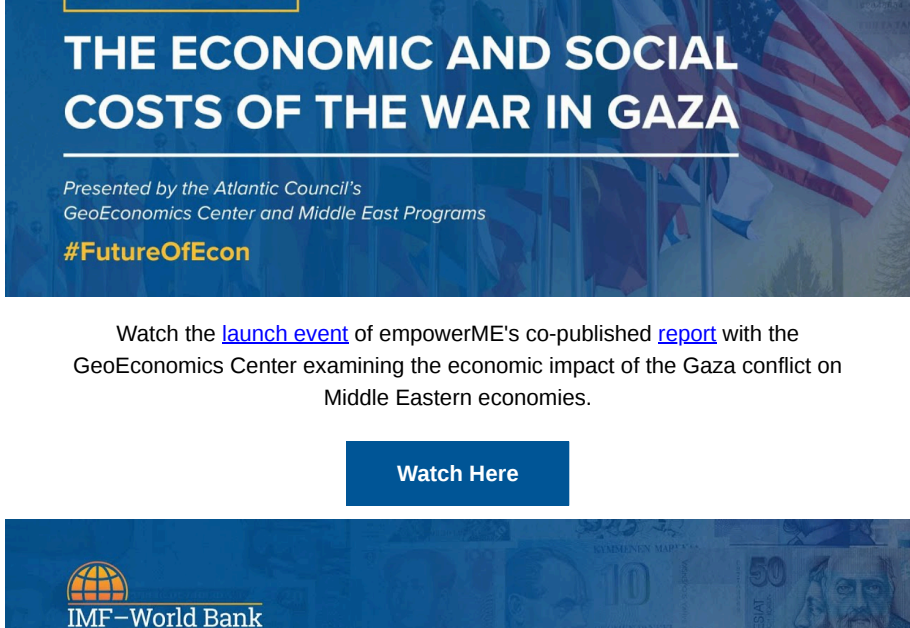 THE ECONOMIC AND SOCIAL
COSTS OF THE WAR IN GAZA
Presented by the Atlantic Council's
GeoEconomics Center and Middle East Programs
#FutureOfEcon
Watch the launch event of empowerME's co-published report with the
GeoEconomics Center examining the economic impact of the Gaza conflict on
Middle Eastern economies.
Watch Here
10
50
IMF–World Bank